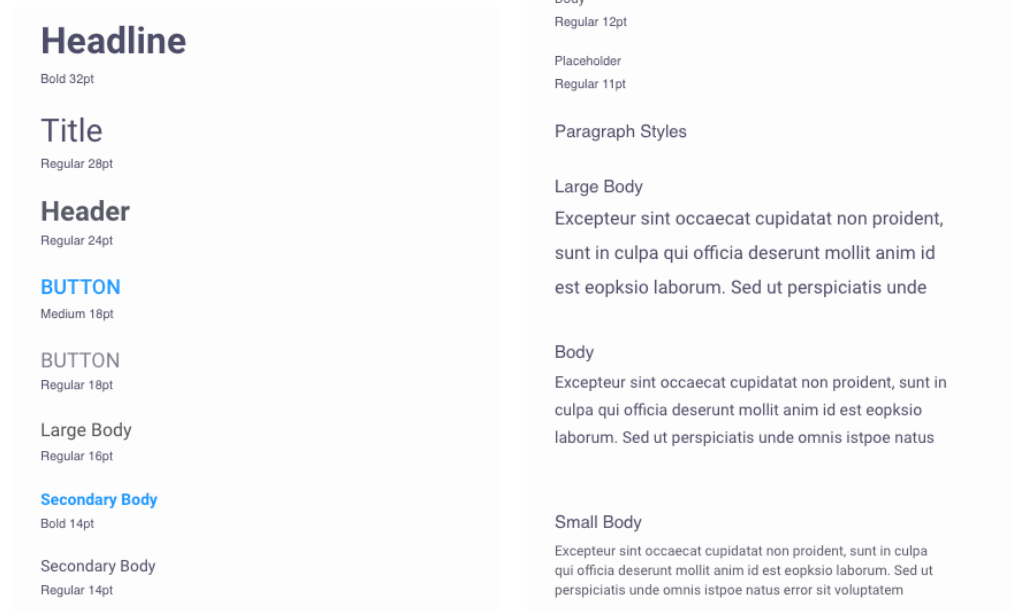 Headline
Bold 32pt
Title
Regular 28pt
Header
Regular 24pt
BUTTON
Medium 18pt
BUTTON
Regular 18pt
Large Body
Regular 16pt
Secondary Body
Bold 14pt
Secondary Body
Regular 14pt
Body
Regular 12pt
Placeholder
Regular 11pt
Paragraph Styles
Large Body
Excepteur sint occaecat cupidatat non proident,
sunt in culpa qui officia deserunt mollit anim id
est eopksio laborum. Sed ut perspiciatis unde
Body
Excepteur sint occaecat cupidatat non proident, sunt in
culpa qui officia deserunt mollit anim id est eopksio
laborum. Sed ut perspiciatis unde omnis istpoe natus
Small Body
Excepteur sint occaecat cupidatat non proident, sunt in culpa
qui officia deserunt mollit anim id est eopksio laborum. Sed ut
perspiciatis unde omnis istpoe natus error sit voluptatem